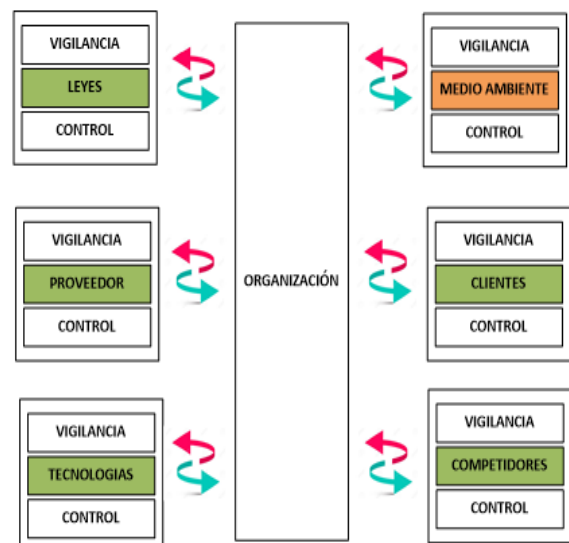 VIGILANCIA
LEYES
CONTROL
VIGILANCIA
MEDIO AMBIENTE
CONTROL
VIGILANCIA
PROVEEDOR
CONTROL
ORGANIZACIÓN
VIGILANCIA
CLIENTES
CONTROL
VIGILANCIA
TECNOLOGIAS
CONTROL
VIGILANCIA
COMPETIDORES
CONTROL